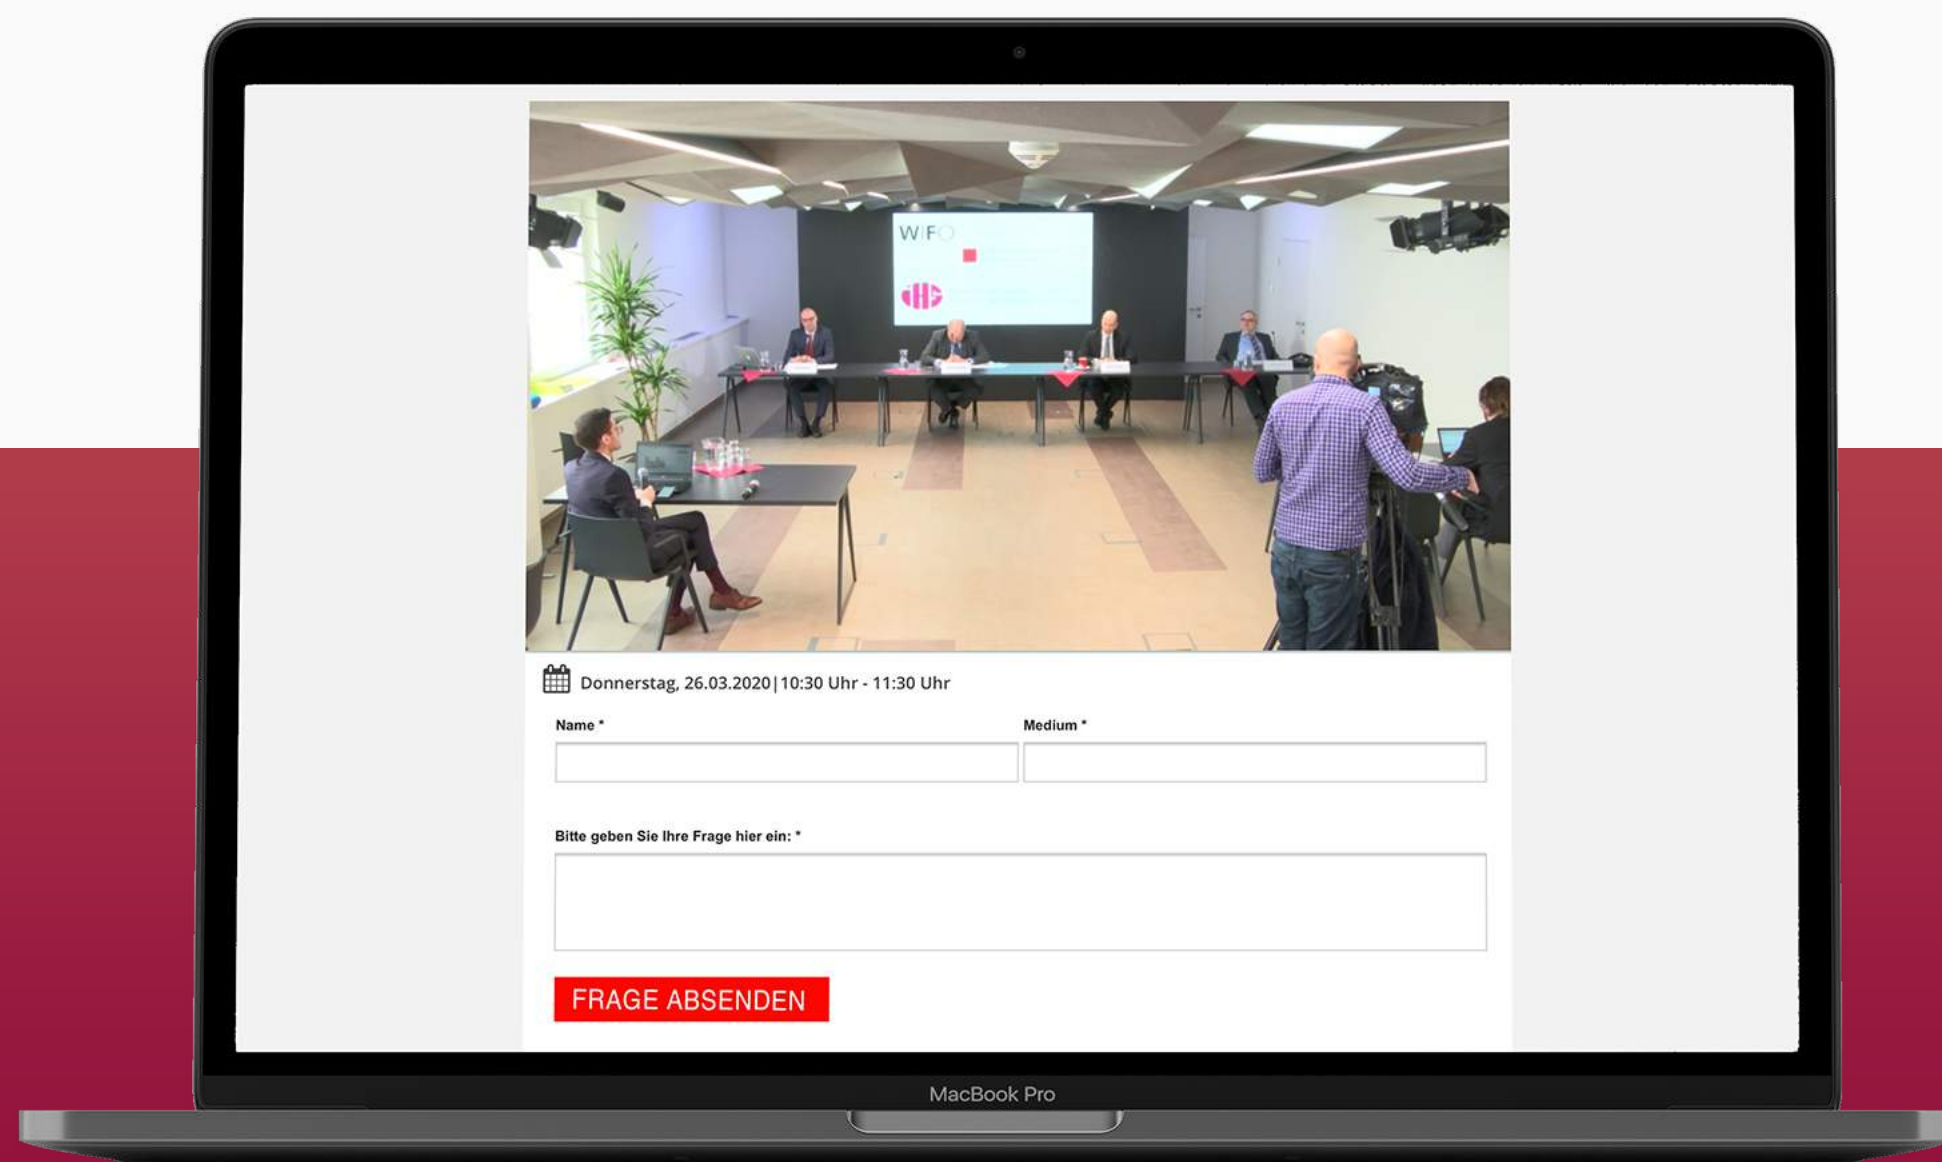 WIFO
IHS
Donnerstag, 26.03.2020|10:30 Uhr - 11:30 Uhr
Name *
Medium *
Bitte geben Sie Ihre Frage hier ein: *
FRAGE ABSENDEN
MacBook Pro